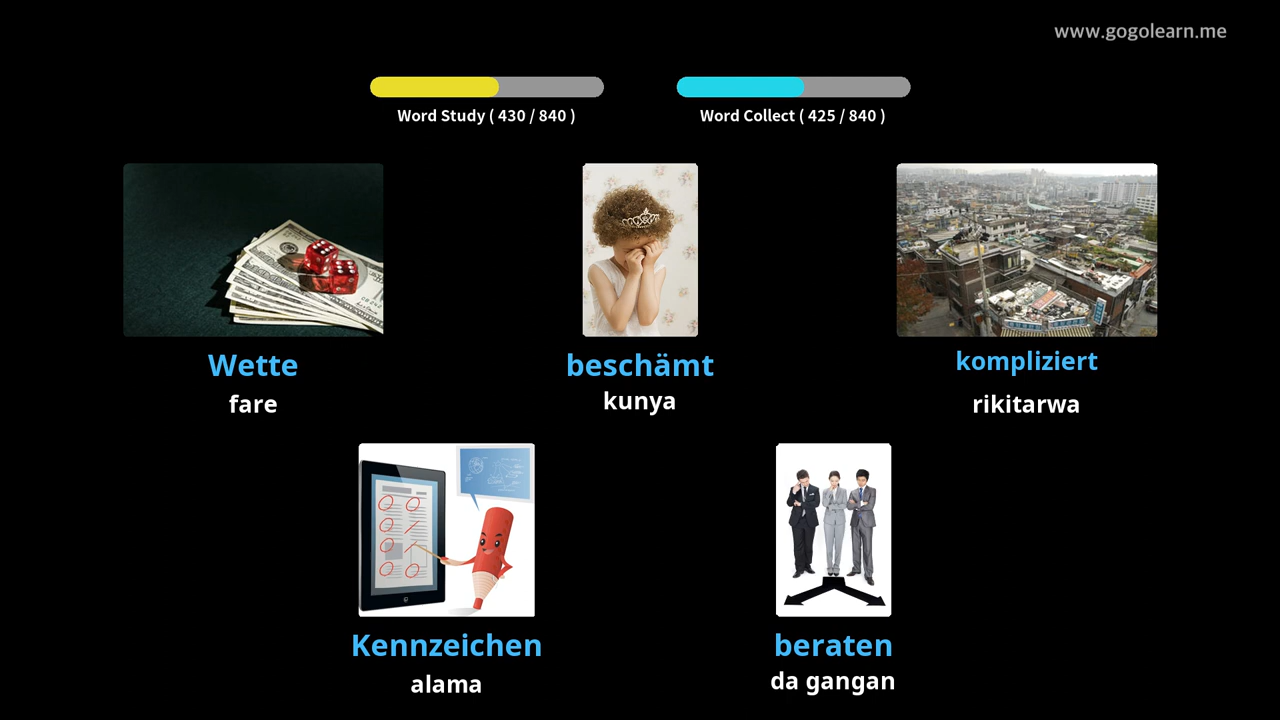 www.gogolearn.me
Word Study ( 430 / 840 )
Word Collect ( 425 / 840 )
Wette
fare
beschämt
kunya
kompliziert
rikitarwa
Kennzeichen
alama
beraten
da gangan